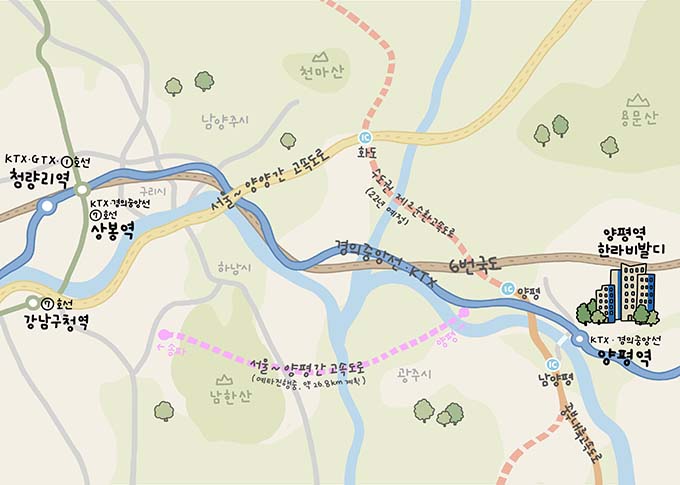 천마산
용문산
남양주시
IC
화도
KTX·GTX·①호선
청량리역
구리시
서울~양양간 고속도로
수도권 제2순환고속도로
(22년 예정)
KTX·경의중앙선
⑦호선
상봉역
양평역
한라비발디
경의중앙선·KTX
6번국도
하남시
IC
양평
⑦호선
강남구청역
KTX·경의중앙선
양평역
←송파
양평
서울~양평간 고속도로
(예타진행중, 약 26.8km 계획)
광주시
IC
남양평
남한산
중부내륙고속도로